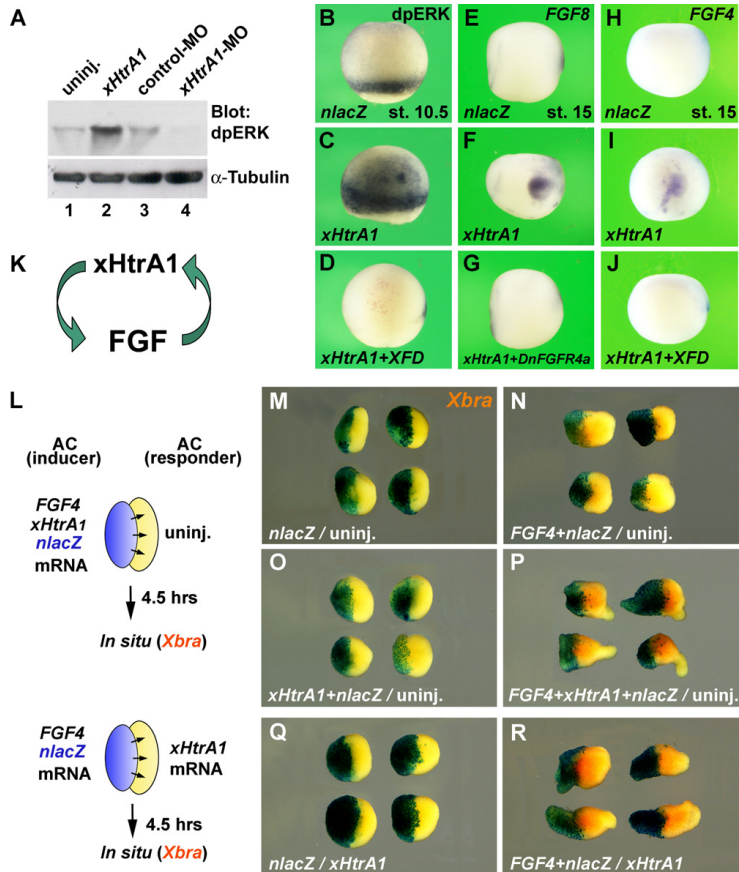 A
uninj.
xHtrA1
control-MO
xHtrA1-MO
Blot:
dpERK
α-Tubulin
1 2 3 4
B dpERK
nlacZ st. 10.5
E FGF8
nlacZ st. 15
H FGF4
nlacZ st. 15
C
xHtrA1
F
xHtrA1
I
xHtrA1
D
xHtrA1+XFD
G
xHtrA1+DnFGFR4a
J
xHtrA1+XFD
K
xHtrA1
FGF
L
AC
(inducer)
AC
(responder)
FGF4
xHtrA1
nlacZ
mRNA
uninj.
4.5 hrs
In situ (Xbra)
FGF4
nlacZ
mRNA
xHtrA1
mRNA
4.5 hrs
In situ (Xbra)
M Xbra
nlacZ / uninj.
N
FGF4+nlacZ / uninj.
O
xHtrA1+nlacZ / uninj.
P
FGF4+xHtrA1+nlacZ / uninj.
Q
nlacZ / xHtrA1
R
FGF4+nlacZ / xHtrA1